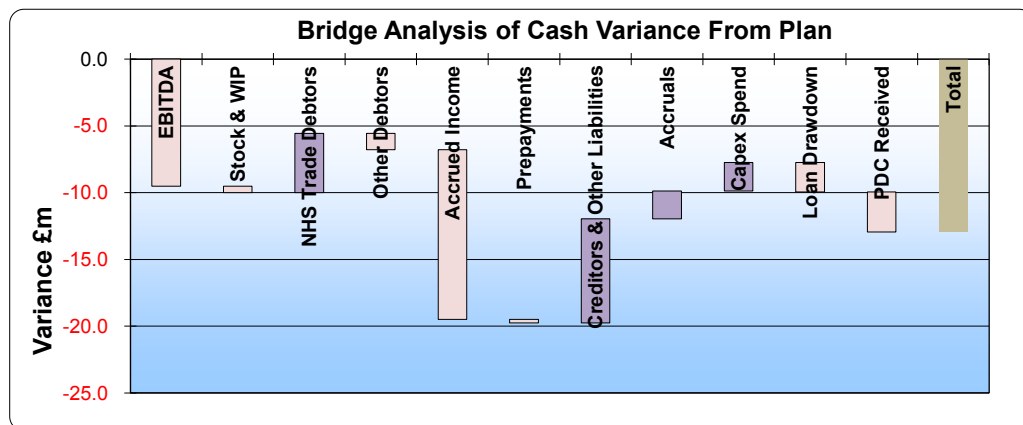 Bridge Analysis of Cash Variance From Plan
Variance £m
0.0
-5.0
-10.0
-15.0
-20.0
-25.0
EBITDA
Stock & WIP
NHS Trade Debtors
Other Debtors
Accrued Income
Prepayments
Creditors & Other Liabilities
Accruals
Capex Spend
Loan Drawdown
PDC Received
Total